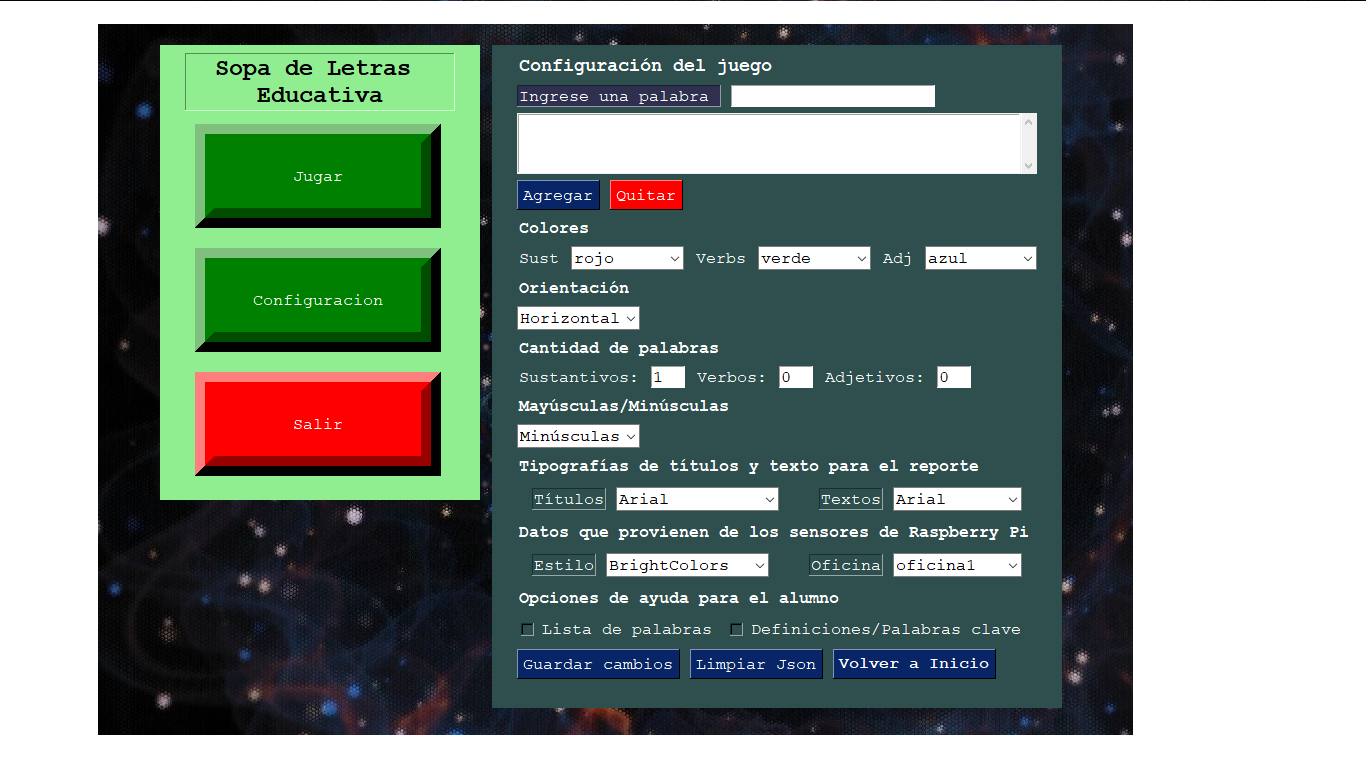 Sopa de Letras
Educativa
Jugar
Configuracion
Salir
Configuración del juego
Ingrese una palabra
Agregar Quitar
Colores
Sust rojo Verbs verde Adj azul
Orientación
Horizontal
Cantidad de palabras
Sustantivos: 1 Verbos: 0 Adjetivos: 0
Mayúsculas/Minúsculas
Minúsculas
Tipografías de títulos y texto para el reporte
Títulos Arial Textos Arial
Datos que provienen de los sensores de Raspberry Pi
Estilo BrightColors Oficina oficina1
Opciones de ayuda para el alumno
Lista de palabras Definiciones/Palabras clave
Guardar cambios Limpiar Json Volver a Inicio